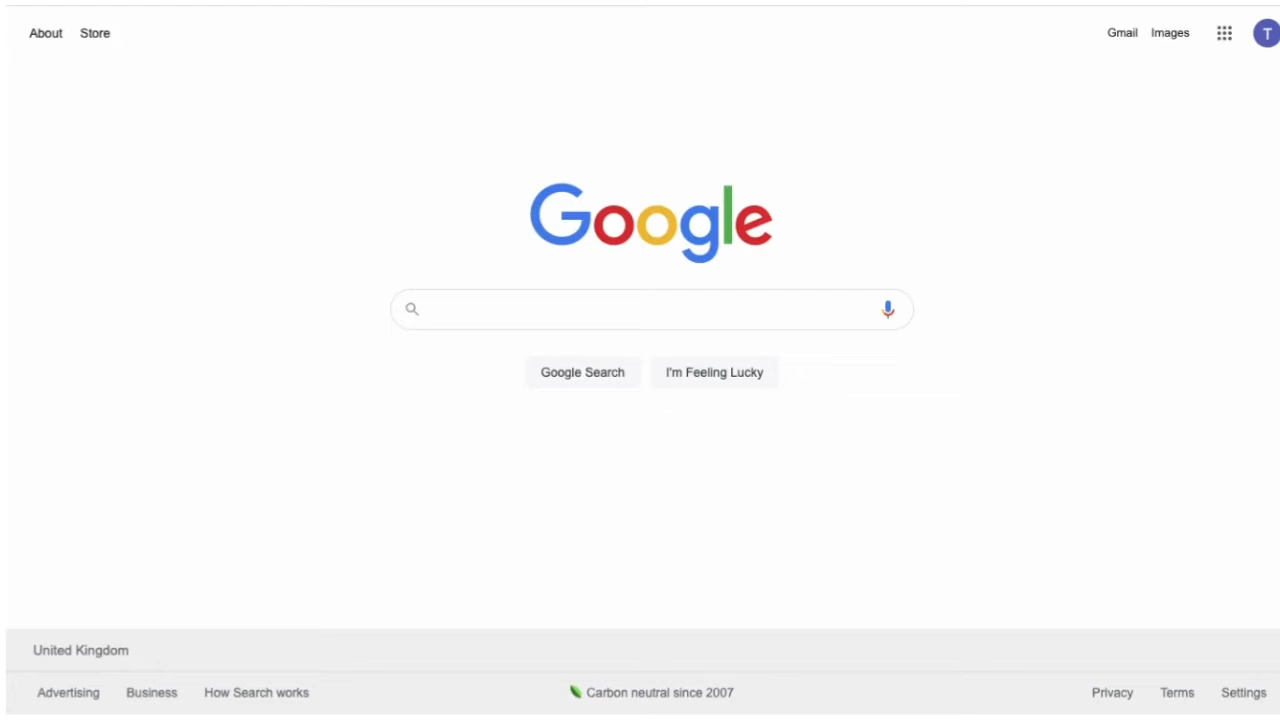 About Store Gmail Images T
Google
Google Search I'm Feeling Lucky
United Kingdom
Advertising Business How Search works Carbon neutral since 2007 Privacy Terms Settings